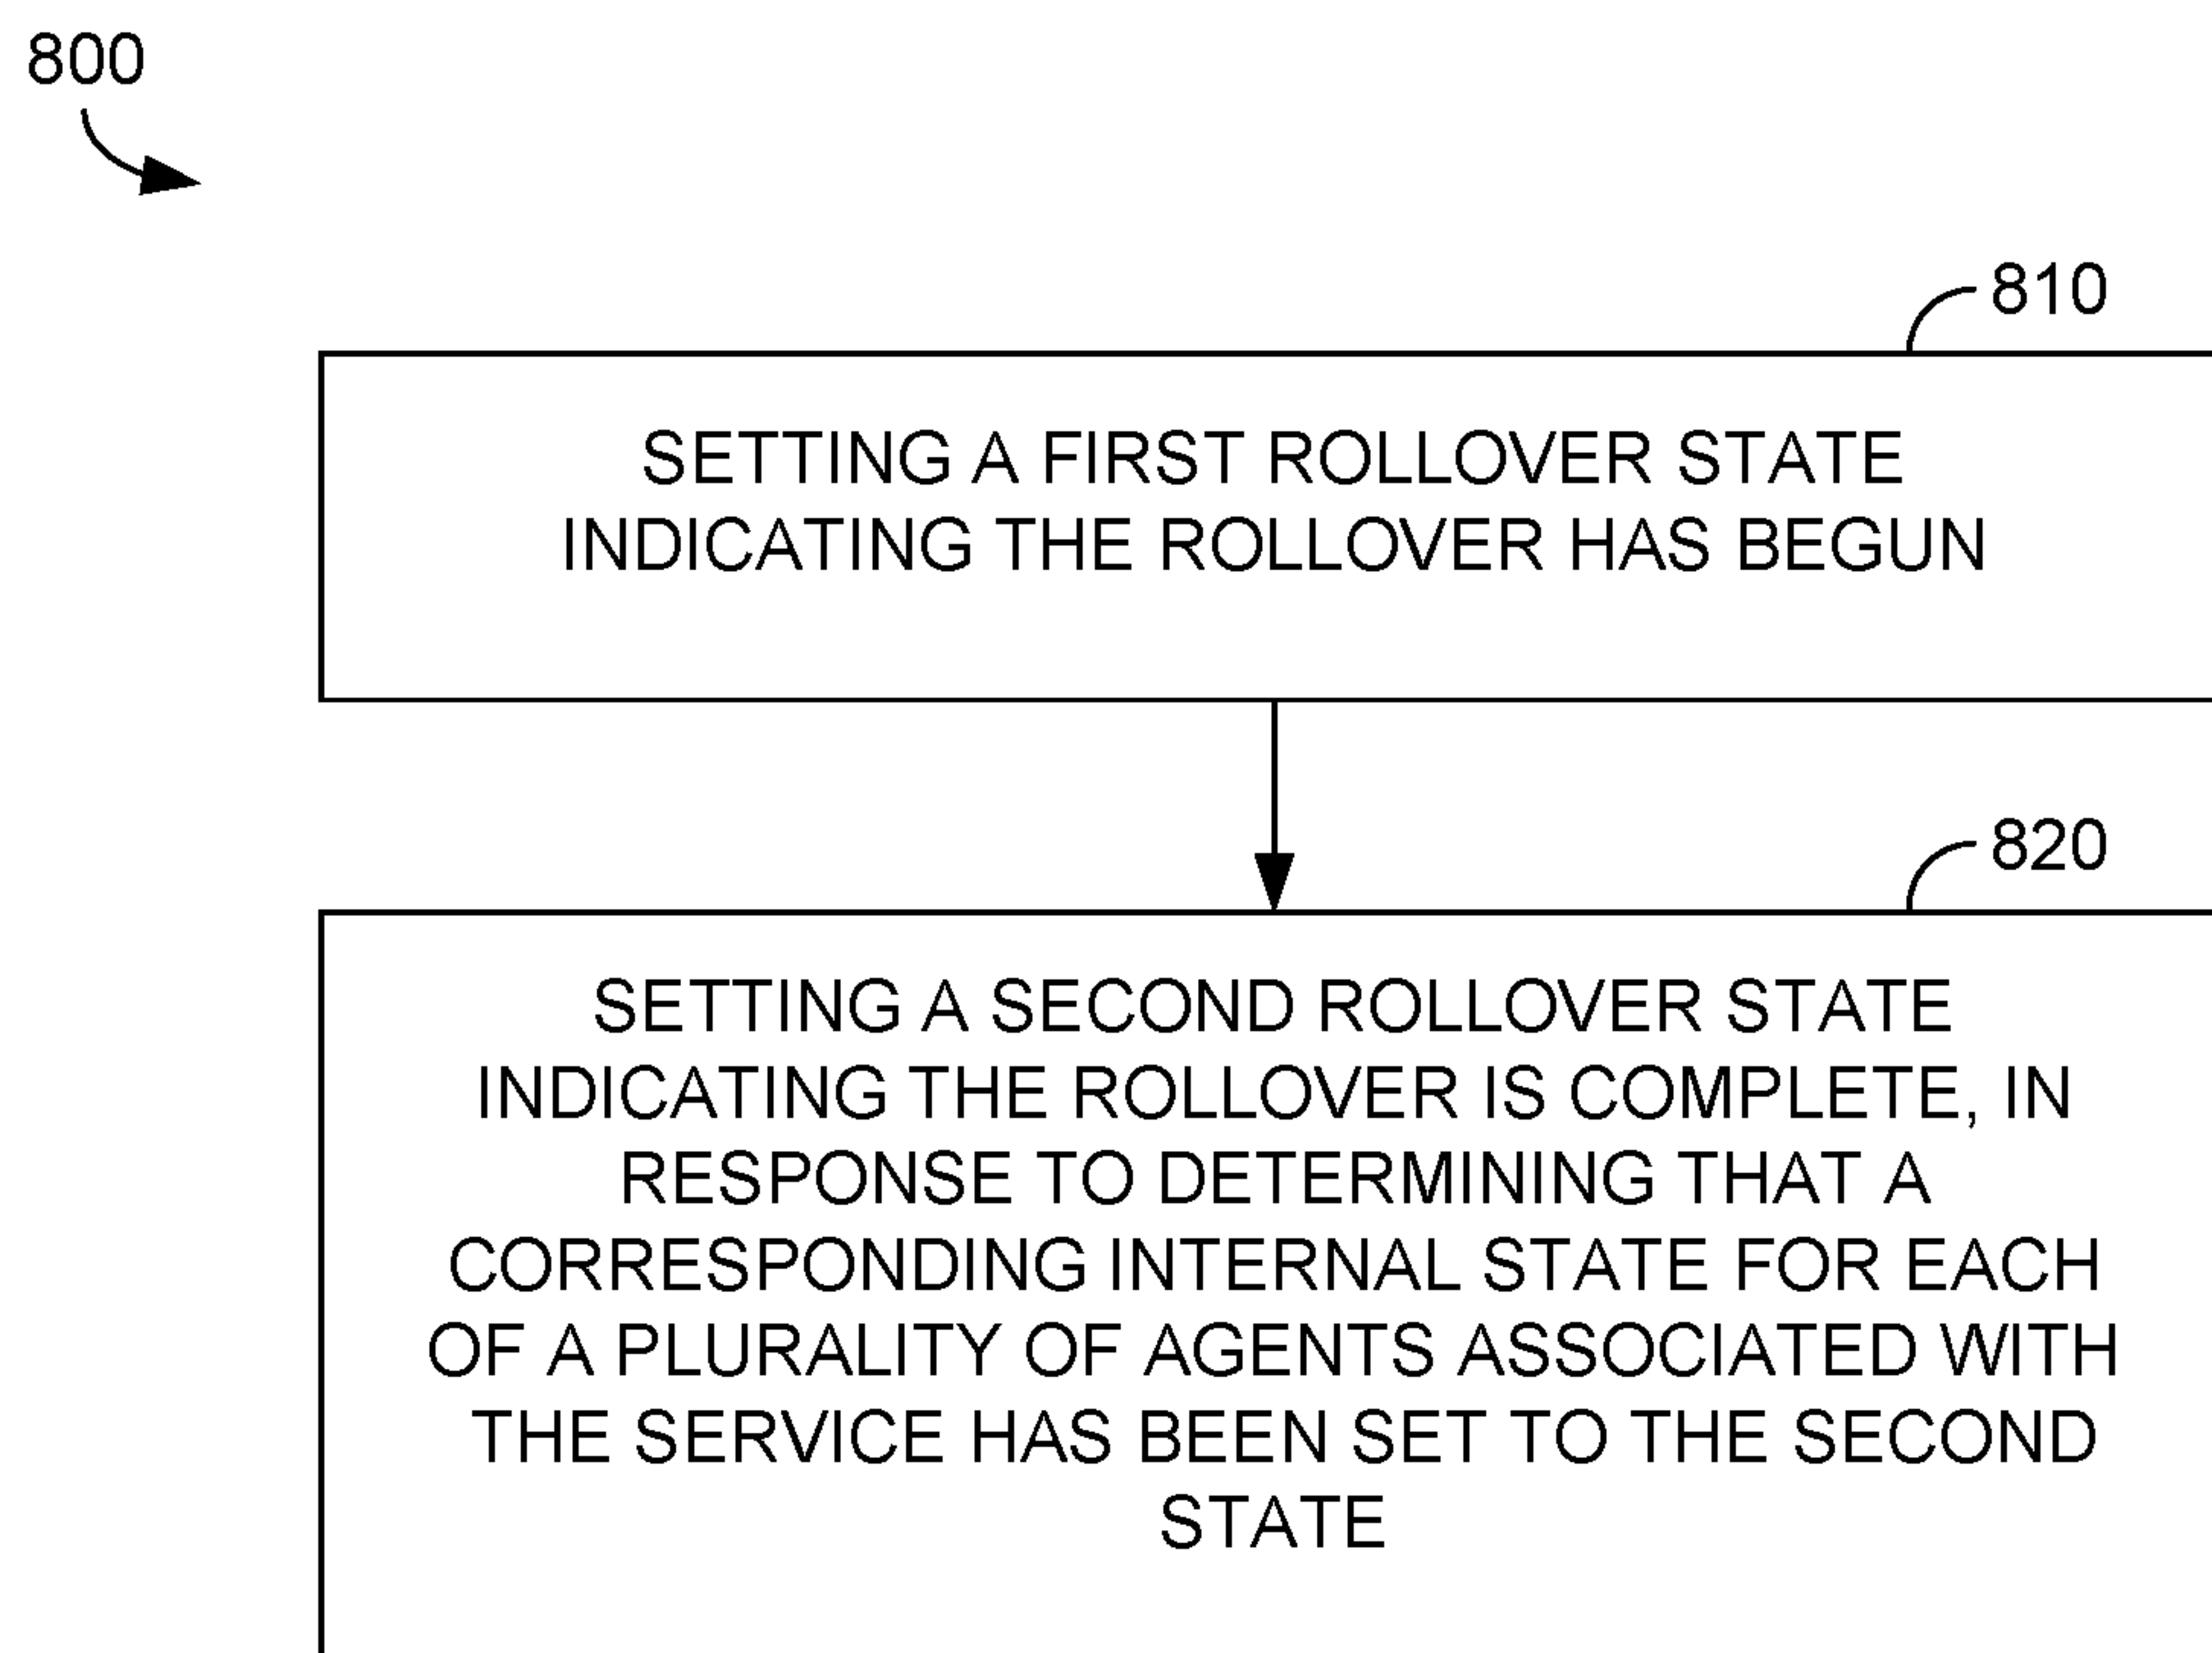 800
810
SETTING A FIRST ROLLOVER STATE
INDICATING THE ROLLOVER HAS BEGUN
820
SETTING A SECOND ROLLOVER STATE
INDICATING THE ROLLOVER IS COMPLETE, IN
RESPONSE TO DETERMINING THAT A
CORRESPONDING INTERNAL STATE FOR EACH
OF A PLURALITY OF AGENTS ASSOCIATED WITH
THE SERVICE HAS BEEN SET TO THE SECOND
STATE